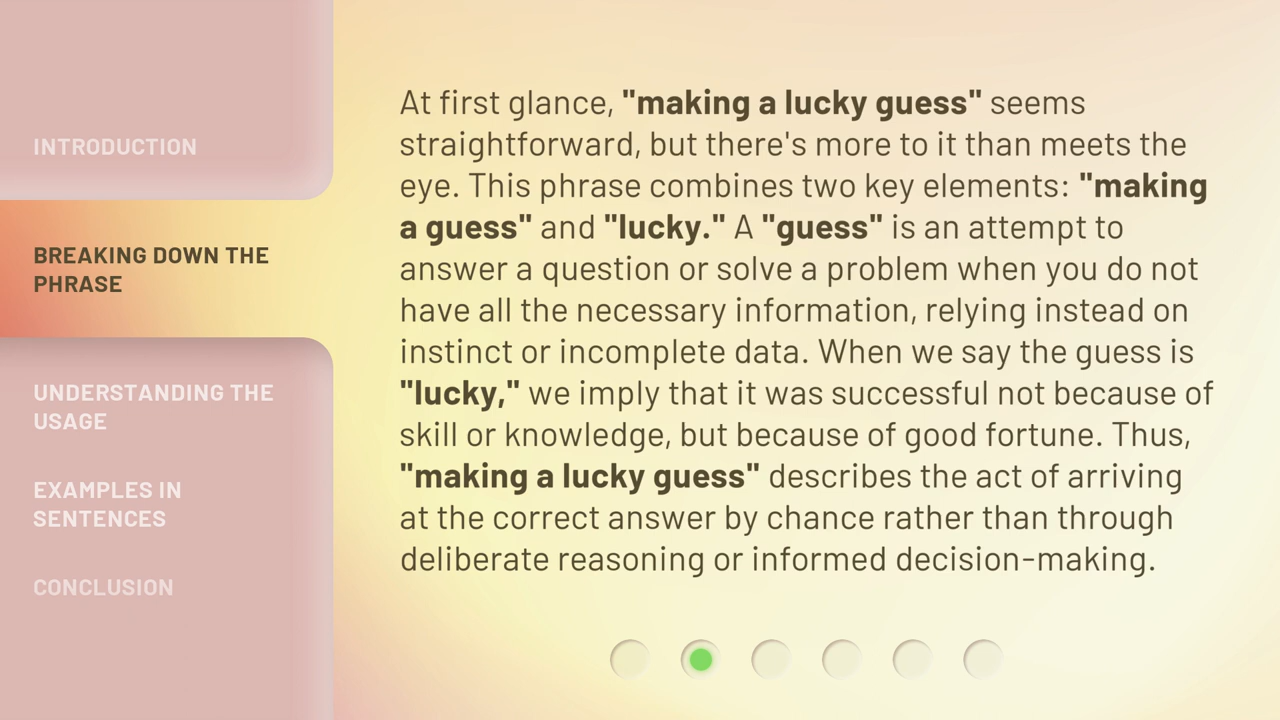 INTRODUCTION
BREAKING DOWN THE
PHRASE
UNDERSTANDING THE
USAGE
EXAMPLES IN
SENTENCES
CONCLUSION
At first glance, "making a lucky guess" seems
straightforward, but there's more to it than meets the
eye. This phrase combines two key elements: "making
a guess" and "lucky." A "guess" is an attempt to
answer a question or solve a problem when you do not
have all the necessary information, relying instead on
instinct or incomplete data. When we say the guess is
"lucky," we imply that it was successful not because of
skill or knowledge, but because of good fortune. Thus,
"making a lucky guess" describes the act of arriving
at the correct answer by chance rather than through
deliberate reasoning or informed decision-making.